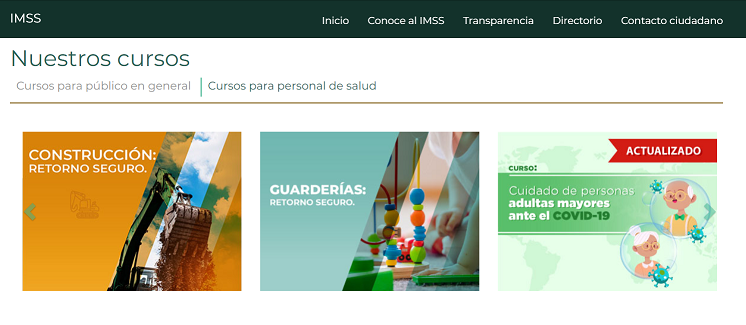 IMSS
Inicio Conoce al IMSS Transparencia Directorio Contacto ciudadano
Nuestros cursos
Cursos para público en general Cursos para personal de salud
CONSTRUCCIÓN:
RETORNO SEGURO.
GUARDERÍAS:
RETORNO SEGURO.
ACTUALIZADO
CURSO:
Cuidado de personas
adultas mayores
ante el COVID-19